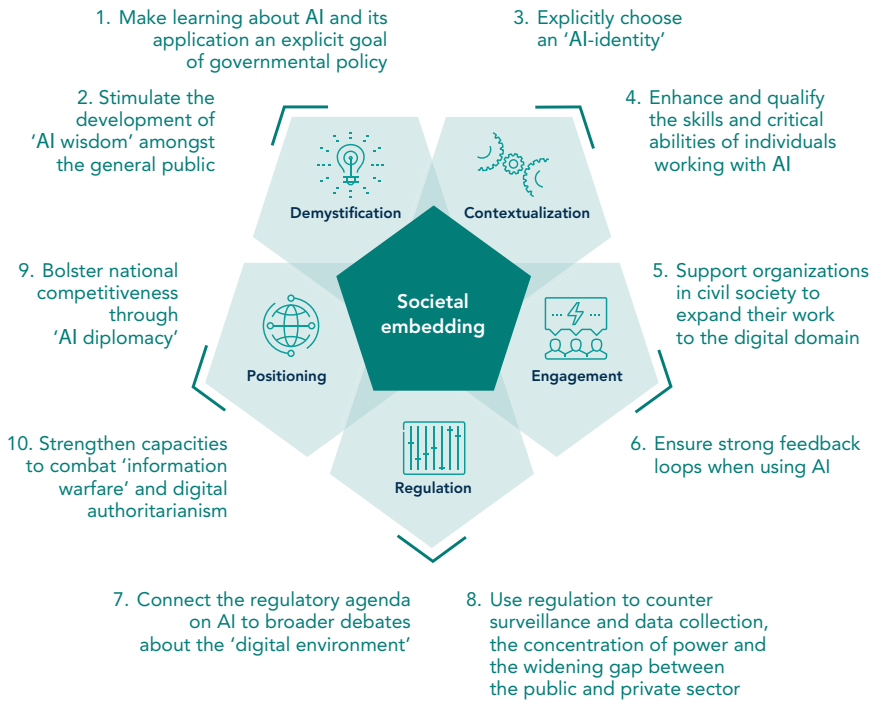 1. Make learning about AI and its
application an explicit goal
of governmental policy
2. Stimulate the
development of
'AI wisdom' amongst
the general public
3. Explicitly choose
an 'AI-identity'
4. Enhance and qualify
the skills and critical
abilities of individuals
working with AI
Demystification
Contextualization
Societal
embedding
9. Bolster national
competitiveness
through
'AI diplomacy'
Positioning
Engagement
5. Support organizations
in civil society to
expand their work
to the digital domain
10. Strengthen capacities
to combat 'information
warfare' and digital
authoritarianism
6. Ensure strong feedback
loops when using AI
Regulation
7. Connect the regulatory agenda
on AI to broader debates
about the 'digital environment'
8. Use regulation to counter
surveillance and data collection,
the concentration of power and
the widening gap between
the public and private sector